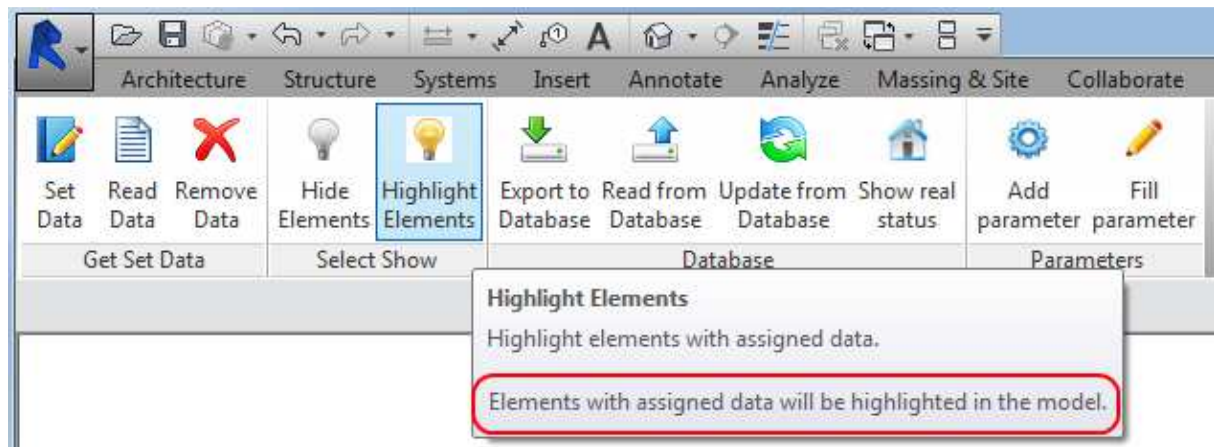 Architecture Structure Systems Insert Annotate Analyze Massing & Site Collaborate
Set Data
Read Data
Remove Data
Hide Elements
Highlight Elements
Export to Database
Read from Database
Update from Database
Show real status
Add parameter
Fill parameter
Get Set Data
Select Show
Database
Parameters
Highlight Elements
Highlight elements with assigned data.
Elements with assigned data will be highlighted in the model.